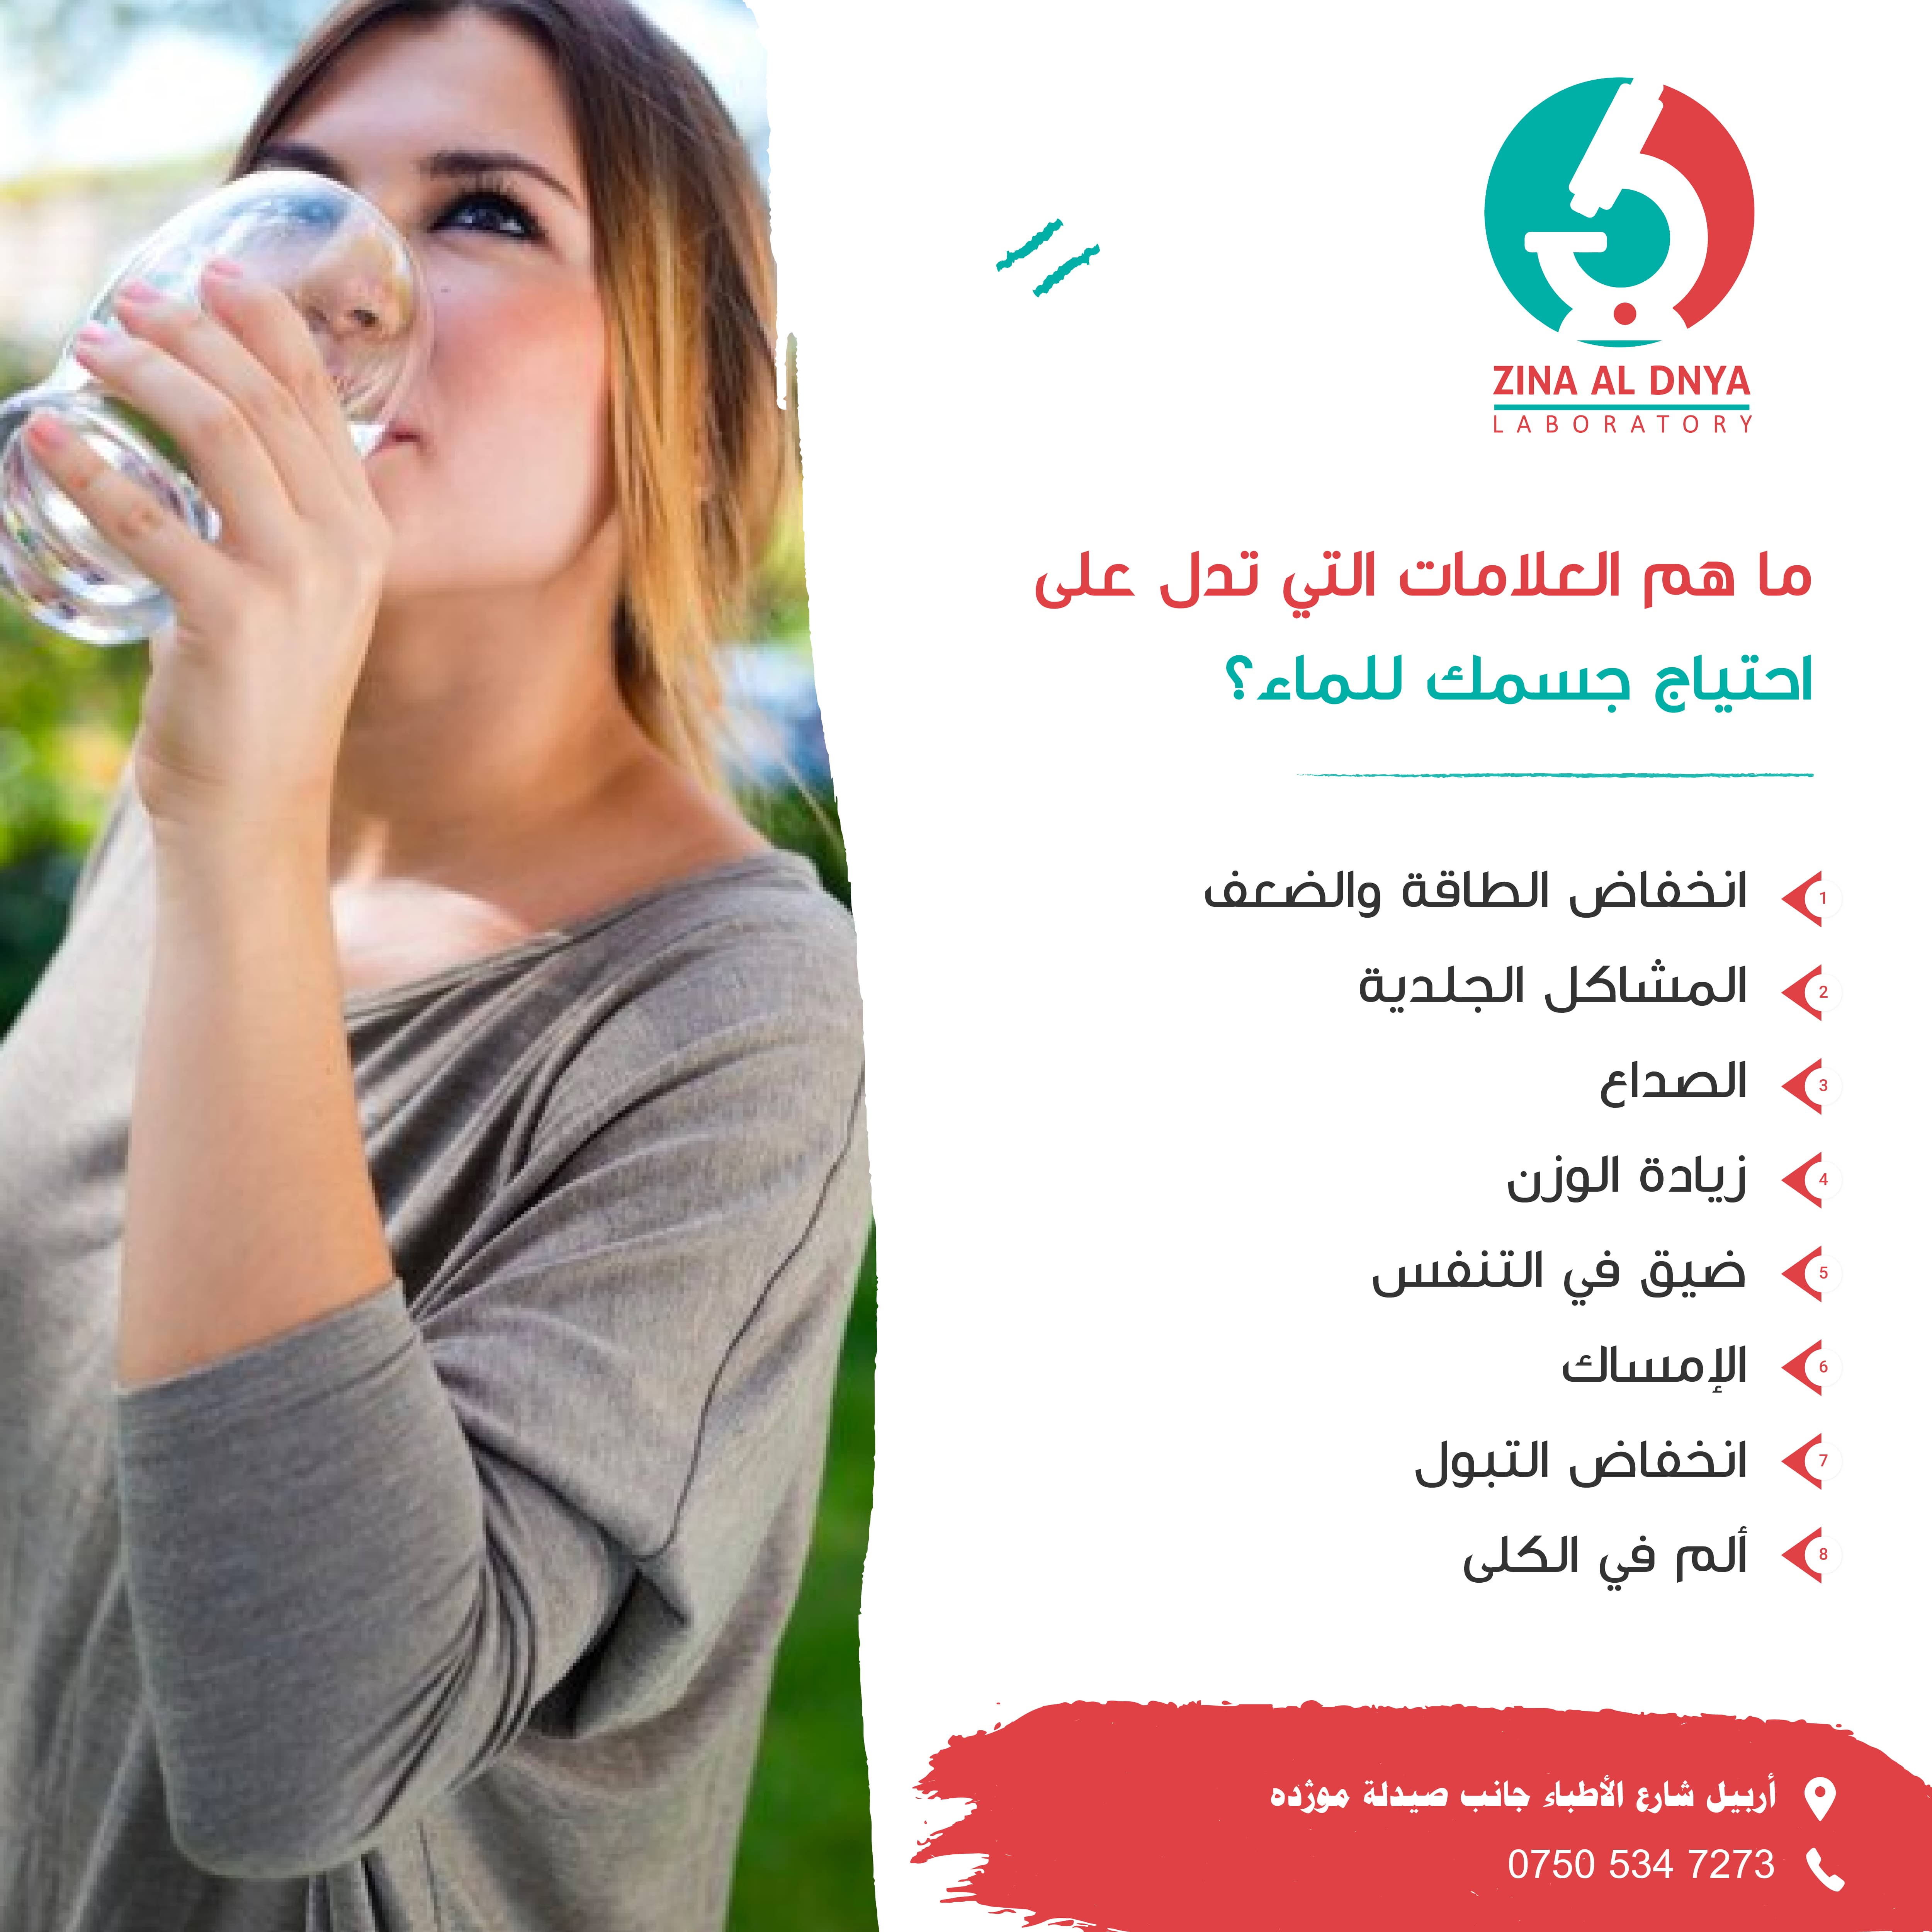 ZINA AL DNYA
LABORATORY
ما هم العلامات التي تدل على
احتياج جسمك للماء؟
1 انخفاض الطاقة والضعف
2 المشاكل الجلدية
3 الصداع
4 زيادة الوزن
5 ضيق في التنفس
6 الإمساك
7 انخفاض التبول
8 ألم في الكلى
أربيل شارع الأطباء جانب صيدلة موژده
0750 534 7273